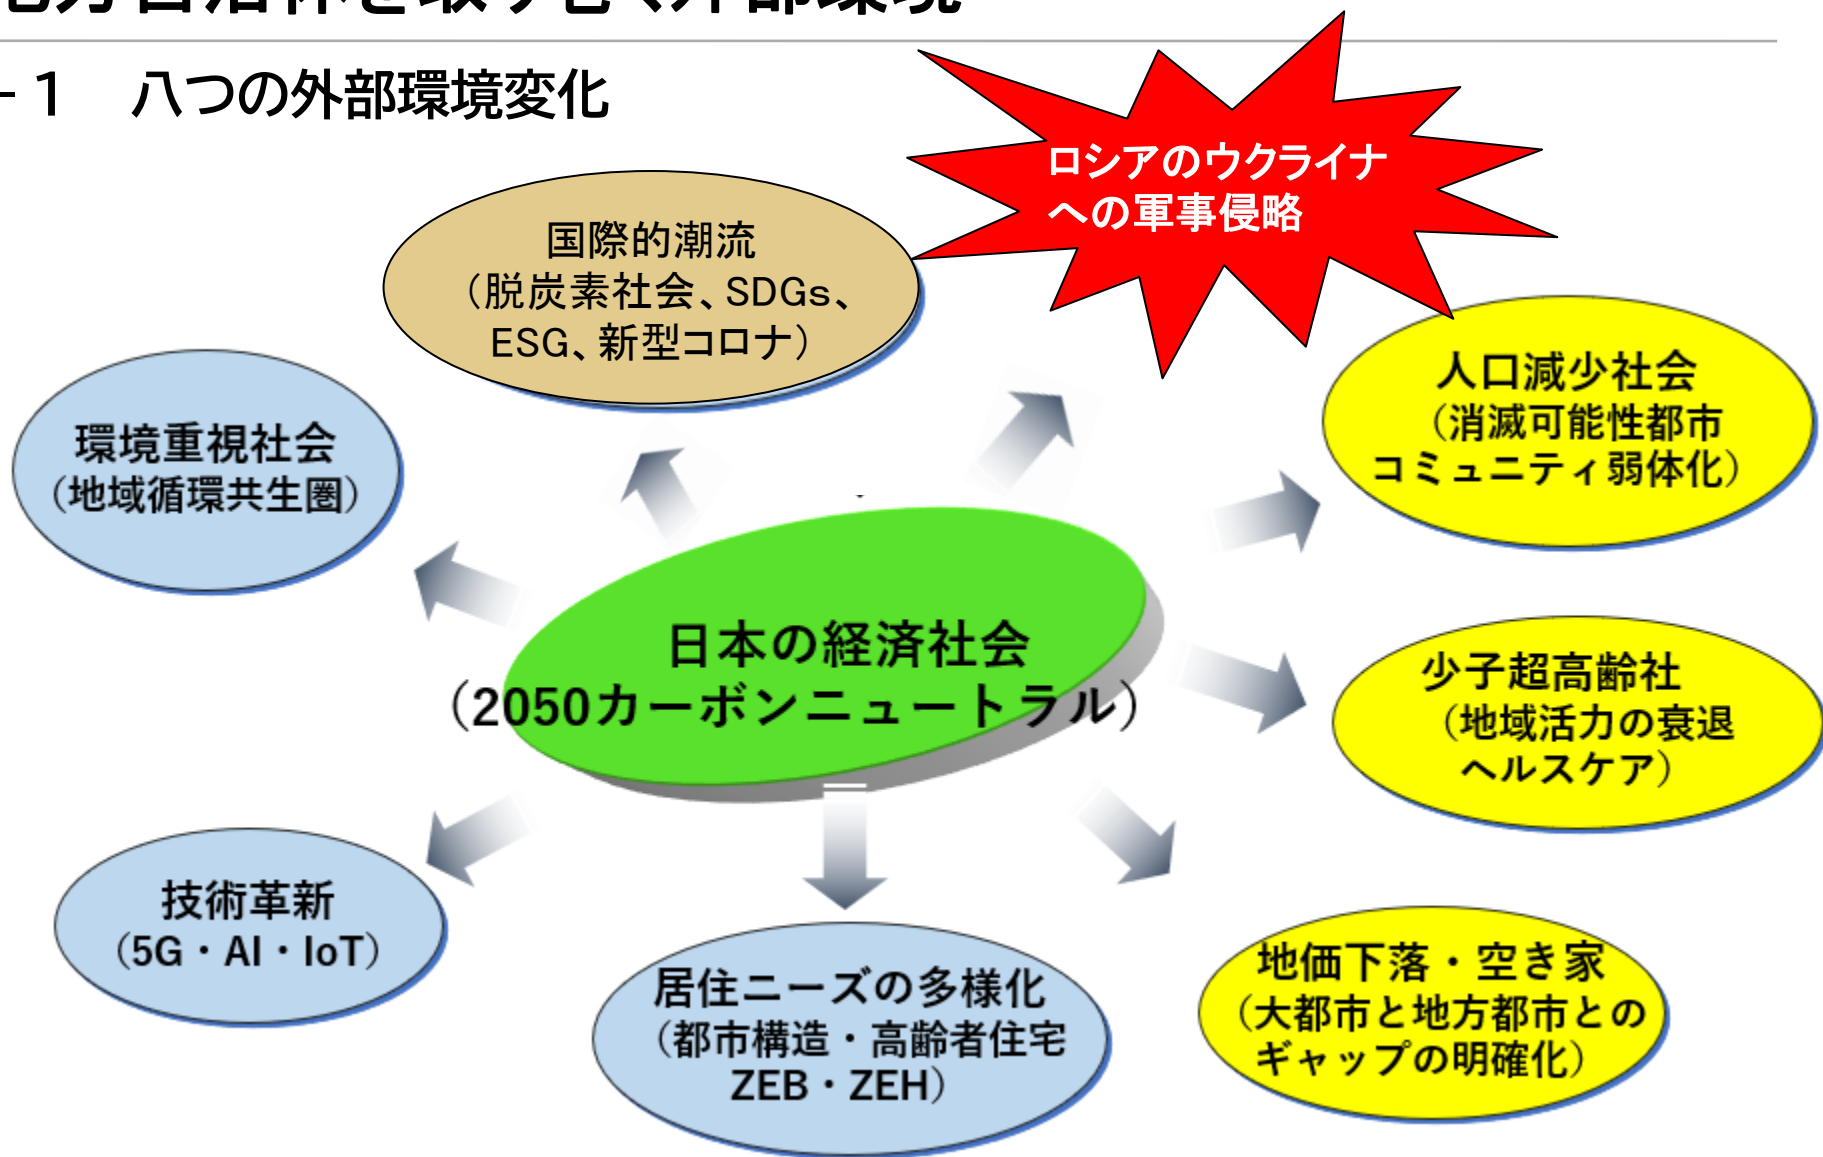 －１　八つの外部環境変化
ロシアのウクライナ
への軍事侵略
国際的潮流
（脱炭素社会、SDGs、
ESG、新型コロナ）
環境重視社会
（地域循環共生圏）
人口減少社会
（消滅可能性都市
コミュニティ弱体化）
日本の経済社会
（2050カーボンニュートラル）
少子超高齢社
（地域活力の衰退
ヘルスケア）
技術革新
（5G・AI・IoT）
居住ニーズの多様化
（都市構造・高齢者住宅
ZEB・ZEH）
地価下落・空き家
（大都市と地方都市との
ギャップの明確化）